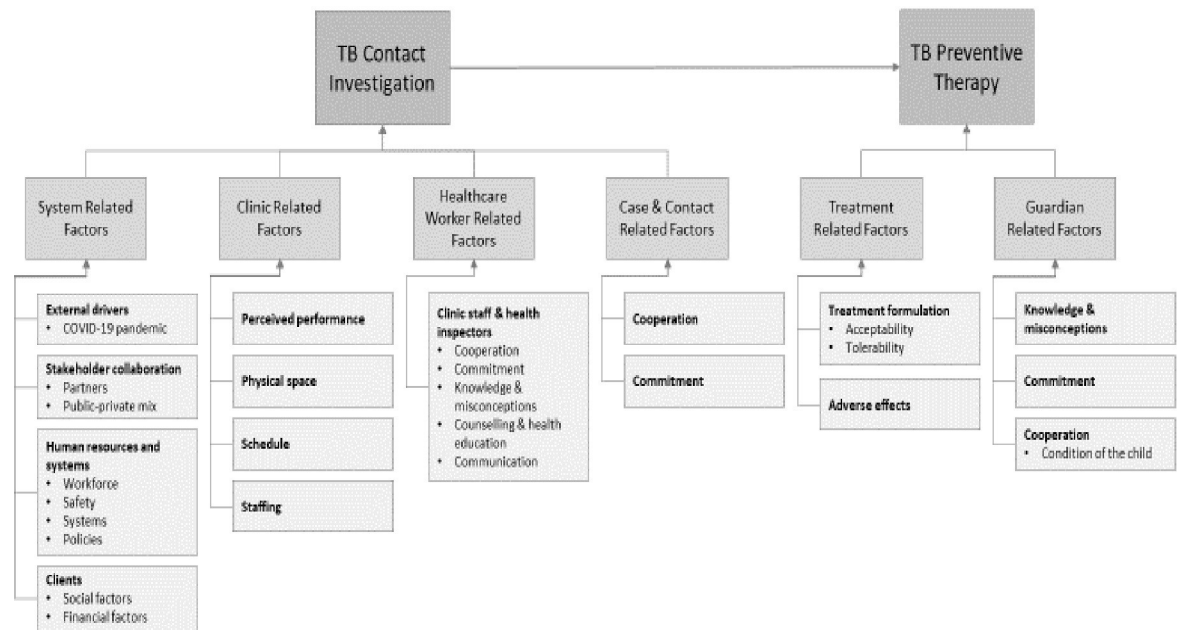 TB Contact
Investigation
TB Preventive
Therapy
System Related
Factors
Clinic Related
Factors
Healthcare
Worker Related
Factors
Case & Contact
Related Factors
Treatment
Related Factors
Guardian
Related Factors
External drivers
• COVID-19 pandemic
Stakeholder collaboration
• Partners
• Public-private mix
Human resources and
systems
• Workforce
• Safety
• Systems
• Policies
Clients
• Social factors
• Financial factors
Perceived performance
Physical space
Schedule
Staffing
Clinic staff & health
inspectors
• Cooperation
• Commitment
• Knowledge &
misconceptions
• Counselling & health
education
• Communication
Cooperation
Commitment
Treatment formulation
• Acceptability
• Tolerability
Adverse effects
Knowledge &
misconceptions
Commitment
Cooperation
• Condition of the child